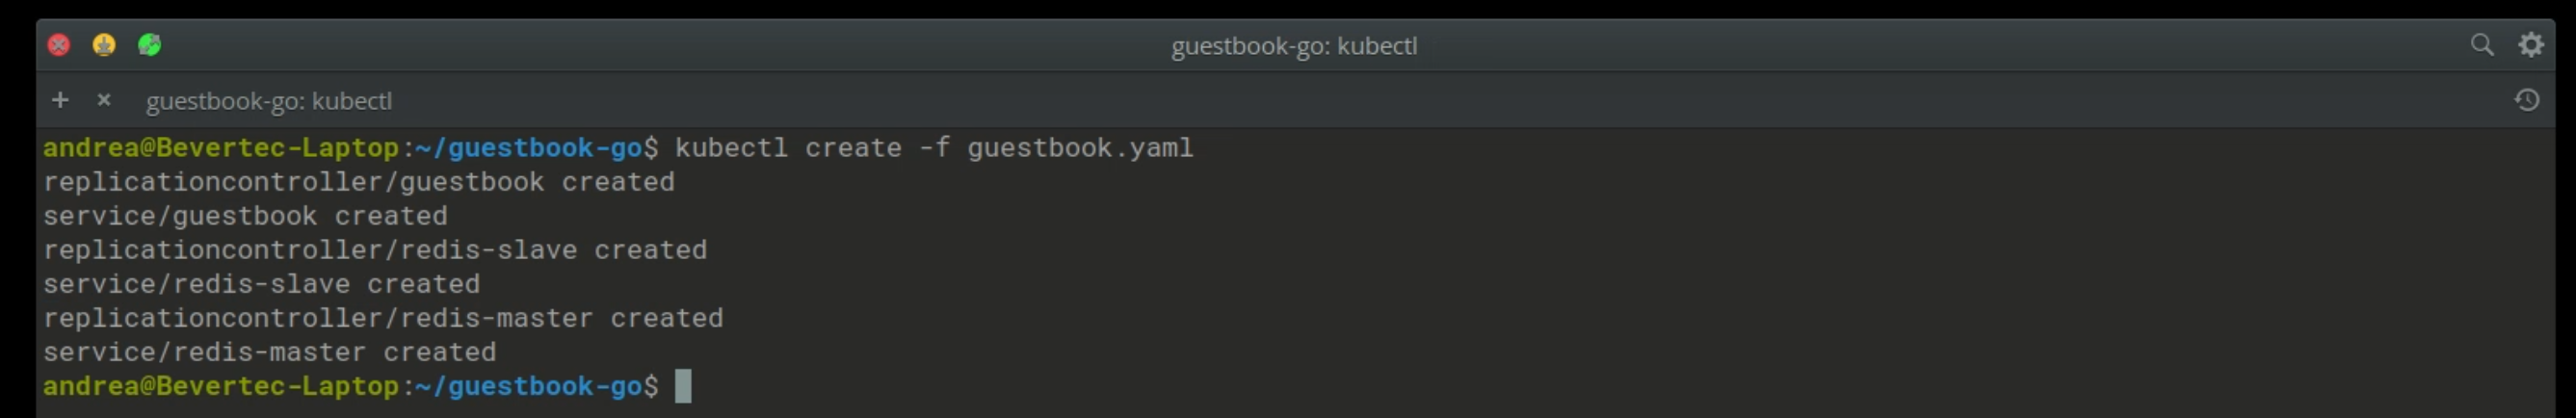 guestbook-go: kubectl
guestbook-go: kubectl
andrea@Bevertec-Laptop:~/guestbook-go$ kubectl create -f guestbook.yaml
replicationcontroller/guestbook created
service/guestbook created
replicationcontroller/redis-slave created
service/redis-slave created
replicationcontroller/redis-master created
service/redis-master created
andrea@Bevertec-Laptop:~/guestbook-go$